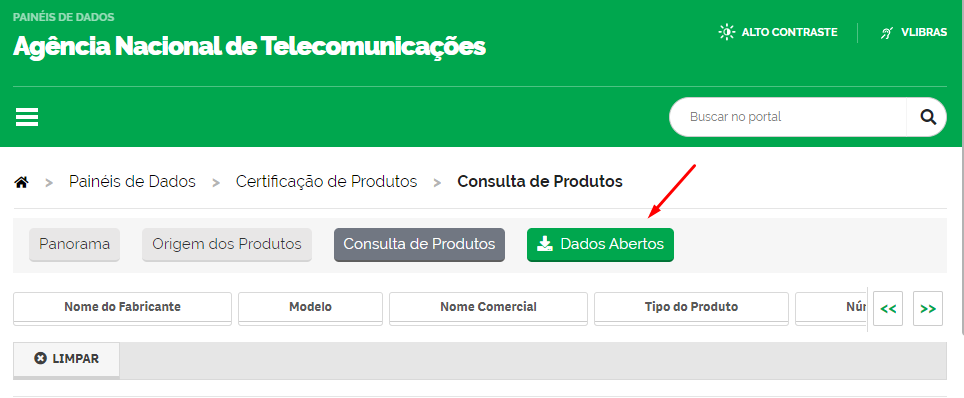 PAINÉIS DE DADOS
Agência Nacional de Telecomunicações
ALTO CONTRASTE
VLIBRAS
Buscar no portal
> Painéis de Dados > Certificação de Produtos > Consulta de Produtos
Panorama
Origem dos Produtos
Consulta de Produtos
Dados Abertos
Nome do Fabricante
Modelo
Nome Comercial
Tipo do Produto
<<
>>
LIMPAR